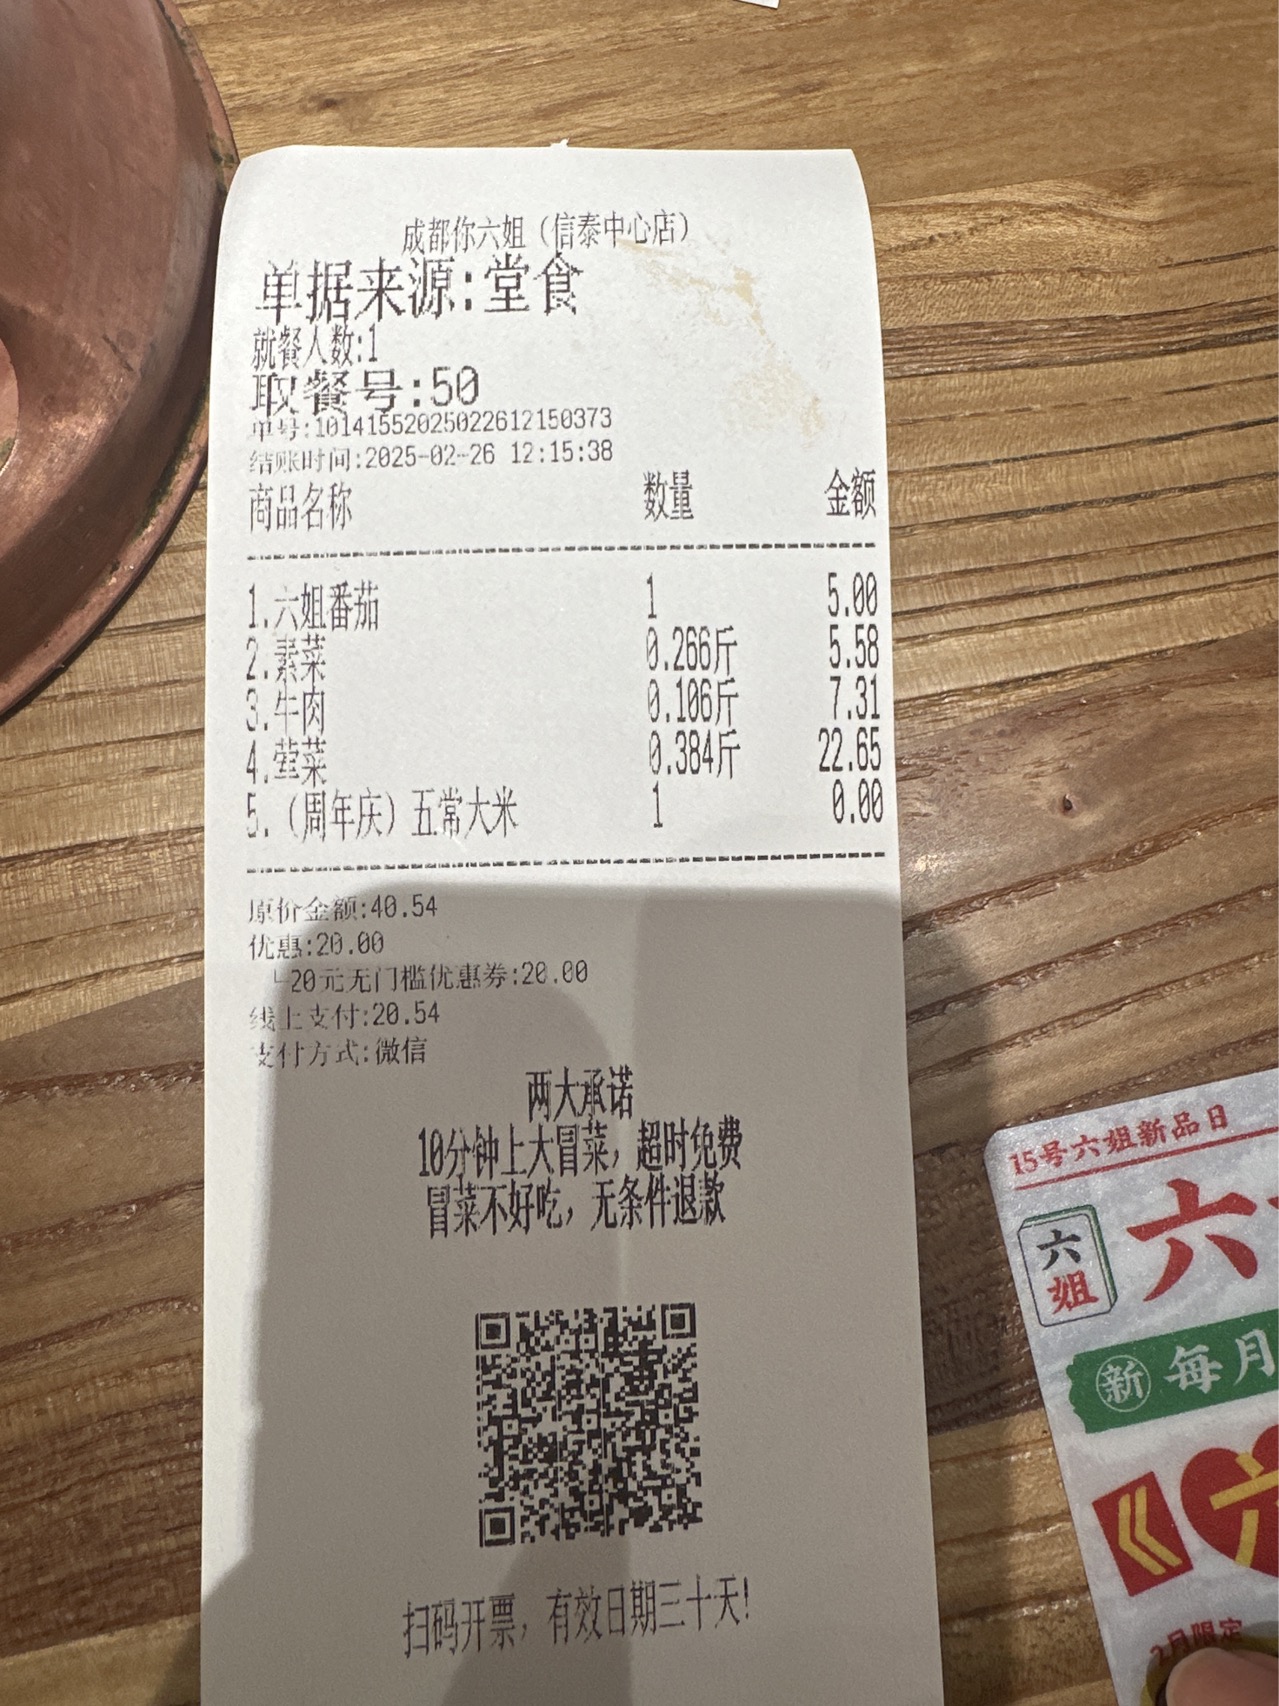 成都你六姐（信泰中心店）
单据来源:堂食
就餐人数:1
取餐号:50
单号:10141552025022612150373
结账时间:2025-02-26 12:15:38
商品名称 数量 金额
1.六姐番茄 1 5.00
2.素菜 0.266斤 5.58
3.牛肉 0.106斤 7.31
4.荤菜 0.384斤 22.65
5.（周年庆）五常大米 1 0.00
原价金额:40.54
优惠:20.00
└20元无门槛优惠券:20.00
线上支付:20.54
支付方式:微信
两大承诺
10分钟上大冒菜，超时免费
冒菜不好吃，无条件退款
扫码开票，有效日期三十天!
15号六姐新品日
六
六姐
新 每月
六
2月限定